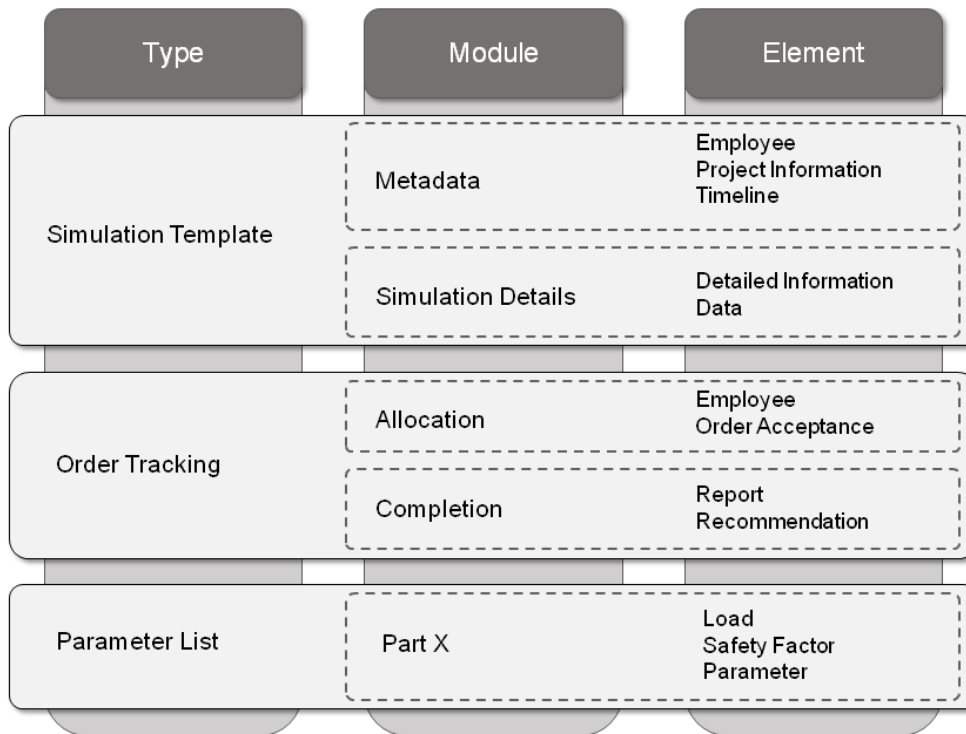 Type
Module
Element
Simulation Template
Metadata
Employee
Project Information
Timeline
Simulation Details
Detailed Information
Data
Order Tracking
Allocation
Employee
Order Acceptance
Completion
Report
Recommendation
Parameter List
Part X
Load
Safety Factor
Parameter